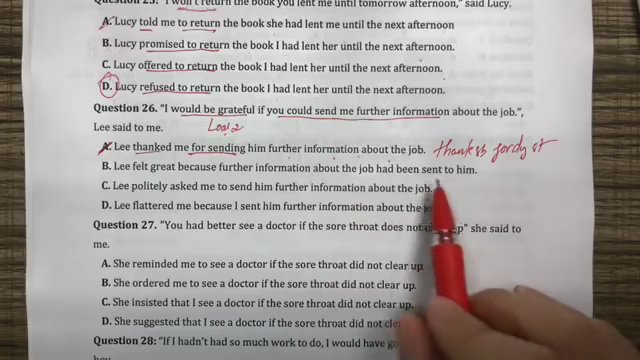 Question 25: "I won't return the book you lent me until tomorrow afternoon," said Lucy.
A. Lucy told me to return the book she had lent me until the next afternoon
B. Lucy promised to return the book I had lent her until the next afternoon.
C. Lucy offered to return the book I had lent her until the next afternoon.
D. Lucy refused to return the book I had lent her until the next afternoon.
Question 26: "I would be grateful if you could send me further information about the job.",
Lee said to me. Loại 2
A. Lee thanked me for sending him further information about the job. thanks sb for doing st
B. Lee felt great because further information about the job had been sent to him.
C. Lee politely asked me to send him further information about the job.
D. Lee flattered me because I sent him further information about the jo
Question 27: "You had better see a doctor if the sore throat does not up" she said to
me.
A. She reminded me to see a doctor if the sore throat did not clear up.
B. She ordered me to see a doctor if the sore throat did not clear up.
C. She insisted that I see a doctor if the sore throat did not clear up.
D. She suggested that I see a doctor if the sore throat did not clea
Question 28: "If I hadn't had so much work to do, I would have g